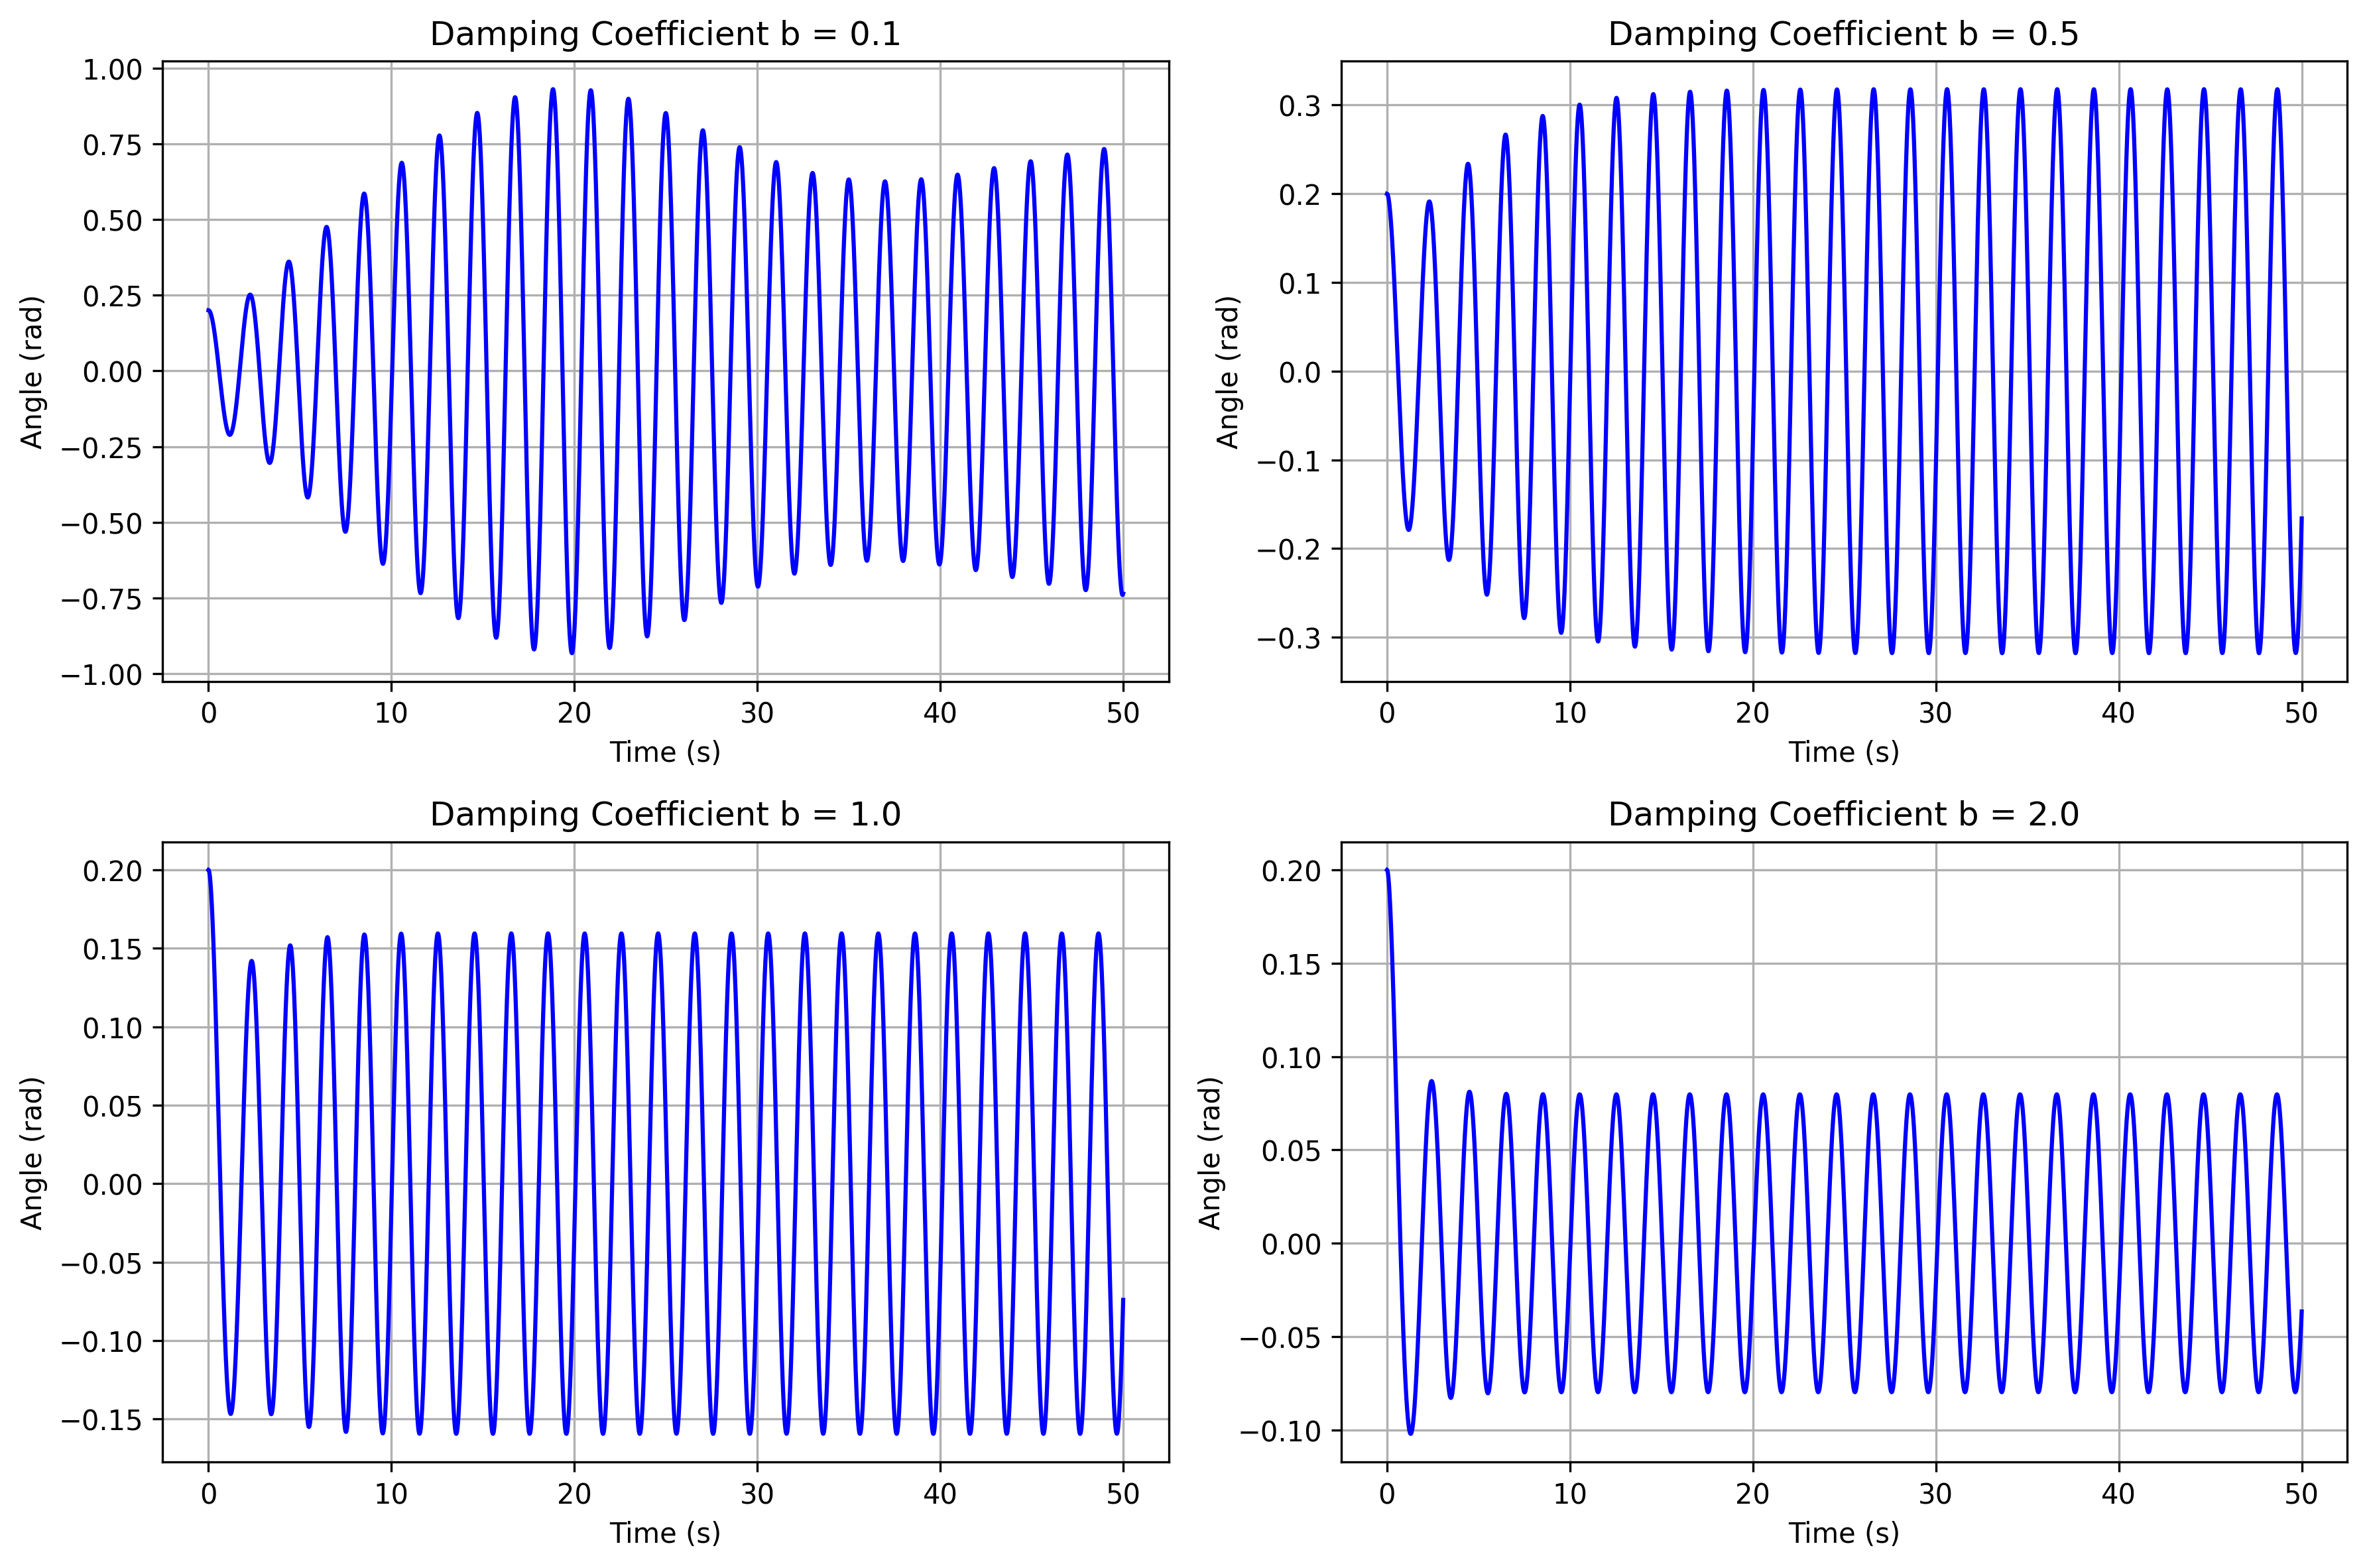 Damping Coefficient b = 0.1
1.00
0.75
0.50
0.25
0.00
−0.25
−0.50
−0.75
−1.00
Angle (rad)
0 10 20 30 40 50
Time (s)
Damping Coefficient b = 0.5
0.3
0.2
0.1
0.0
−0.1
−0.2
−0.3
Angle (rad)
0 10 20 30 40 50
Time (s)
Damping Coefficient b = 1.0
0.20
0.15
0.10
0.05
0.00
−0.05
−0.10
−0.15
Angle (rad)
0 10 20 30 40 50
Time (s)
Damping Coefficient b = 2.0
0.20
0.15
0.10
0.05
0.00
−0.05
−0.10
Angle (rad)
0 10 20 30 40 50
Time (s)